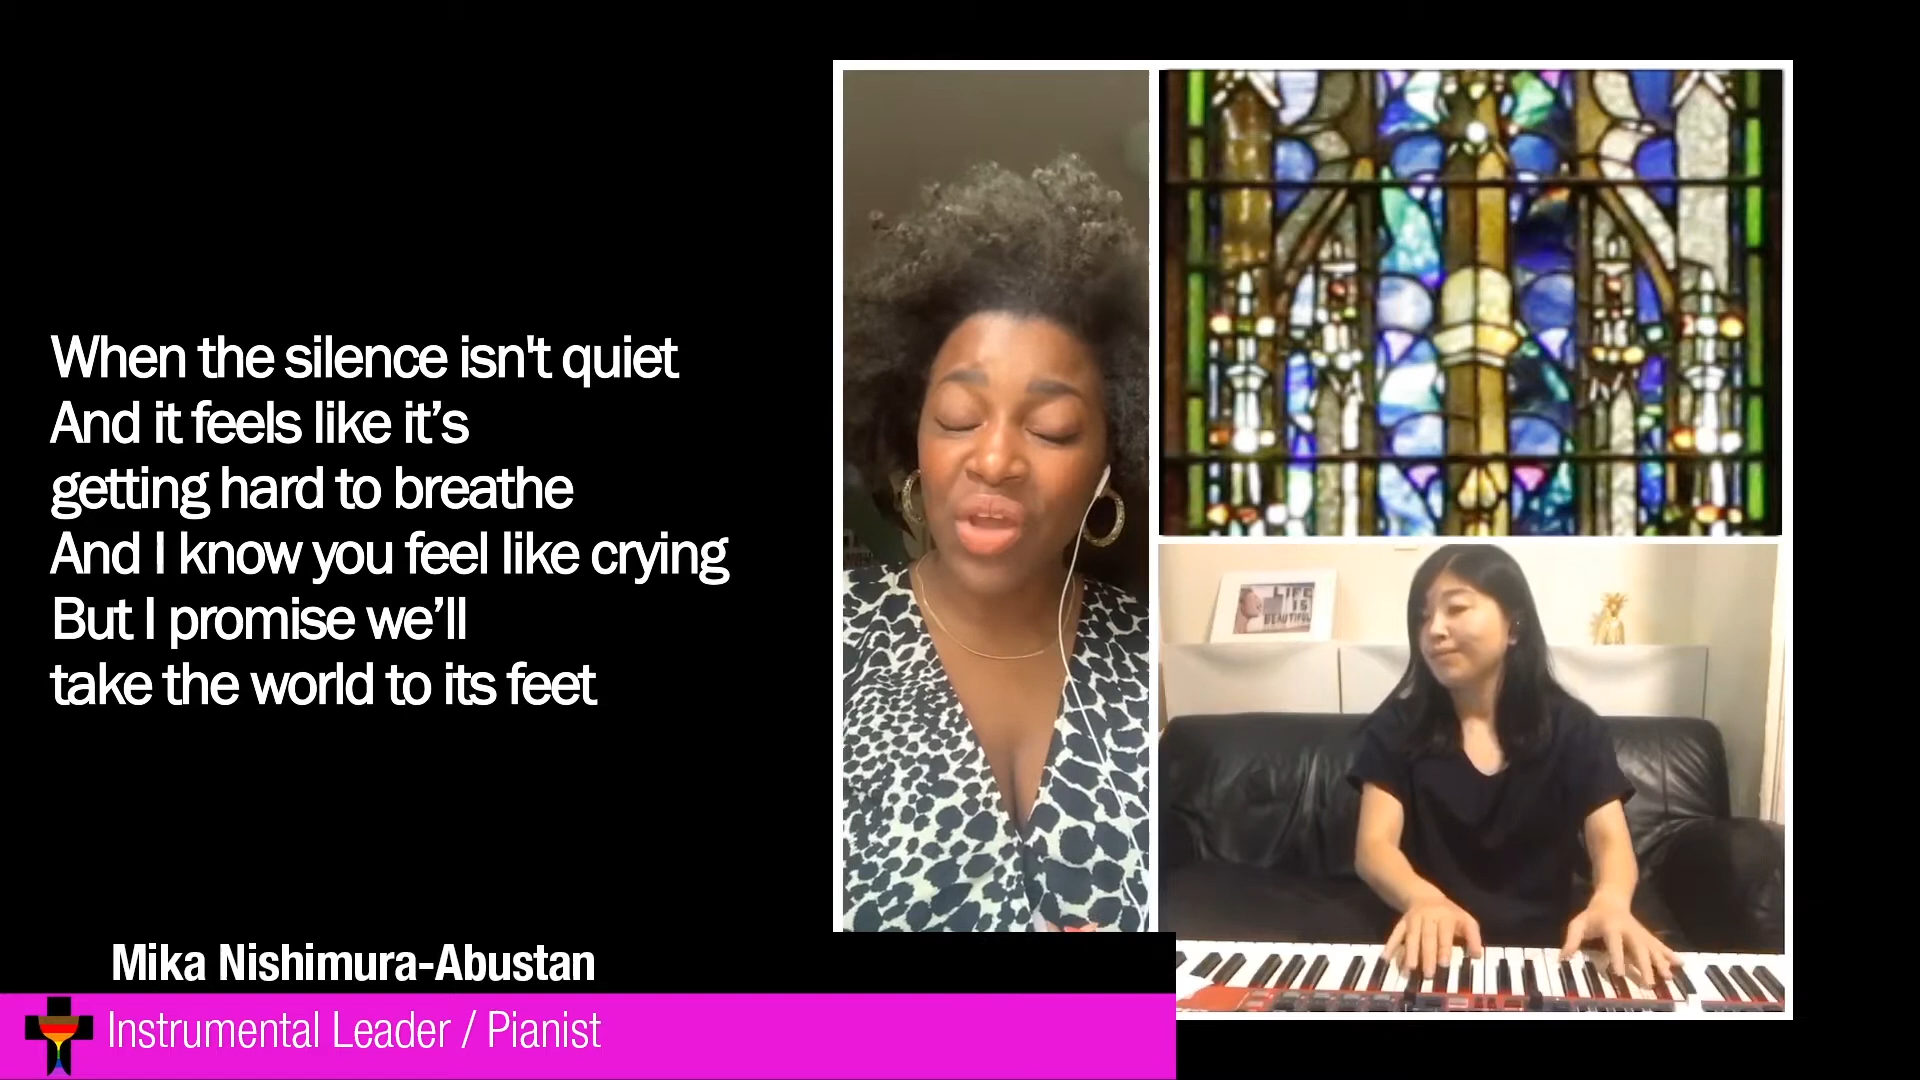 When the silence isn't quiet
And it feels like it’s
getting hard to breathe
And I know you feel like crying
But I promise we’ll
take the world to its feet
LIFE
IS
BEAUTIFUL
Mika Nishimura-Abustan
Instrumental Leader / Pianist